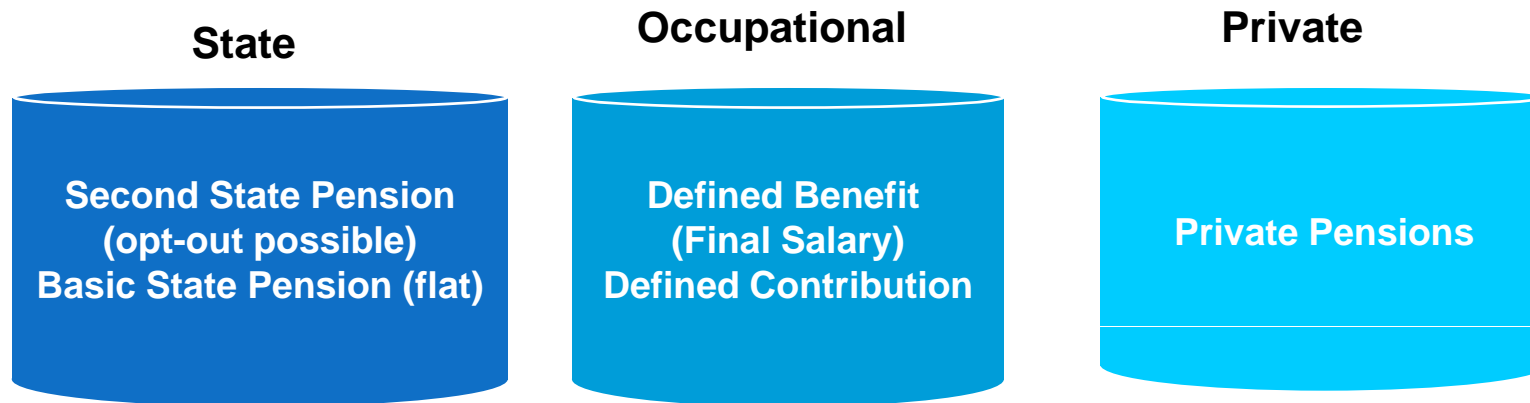 State
Occupational
Private
Second State Pension
(opt-out possible)
Basic State Pension (flat)
Defined Benefit
(Final Salary)
Defined Contribution
Private Pensions